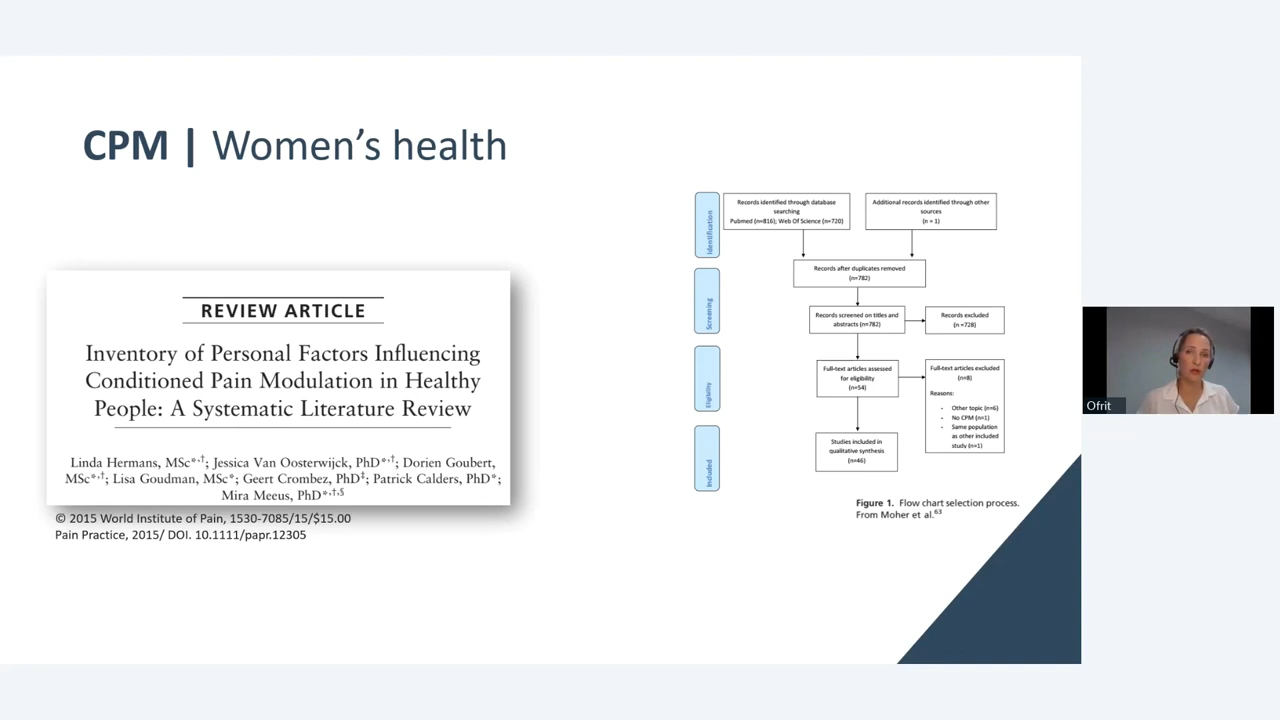 CPM | Women's health
REVIEW ARTICLE
Inventory of Personal Factors Influencing
Conditioned Pain Modulation in Healthy
People: A Systematic Literature Review
Linda Hermans, MSc*,†; Jessica Van Oosterwijck, PhD*,†; Dorien Goubert,
MSc*,†; Lisa Goudman, MSc*; Geert Crombez, PhD‡; Patrick Calders, PhD*;
Mira Meeus, PhD*,†,§
© 2015 World Institute of Pain, 1530-7085/15/$15.00
Pain Practice, 2015/ DOI. 10.1111/papr.12305
Identification
Records identified through database
searching
Pubmed (n=816); Web Of Science (n=720)
Additional records identified through other
sources
(n = 1)
Records after duplicates removed
(n=782)
Screening
Records screened on titles and
abstracts (n=782)
Records excluded
(n =728)
Eligibility
Full-text articles assessed
for eligibility
(n=54)
Full-text articles excluded
(n=8)
Reasons:
- Other topic (n=6)
- No CPM (n=1)
- Same population
as other included
study (n=1)
Included
Studies included in
qualitative synthesis
(n=46)
Figure 1. Flow chart selection process.
From Moher et al.63
Ofrit